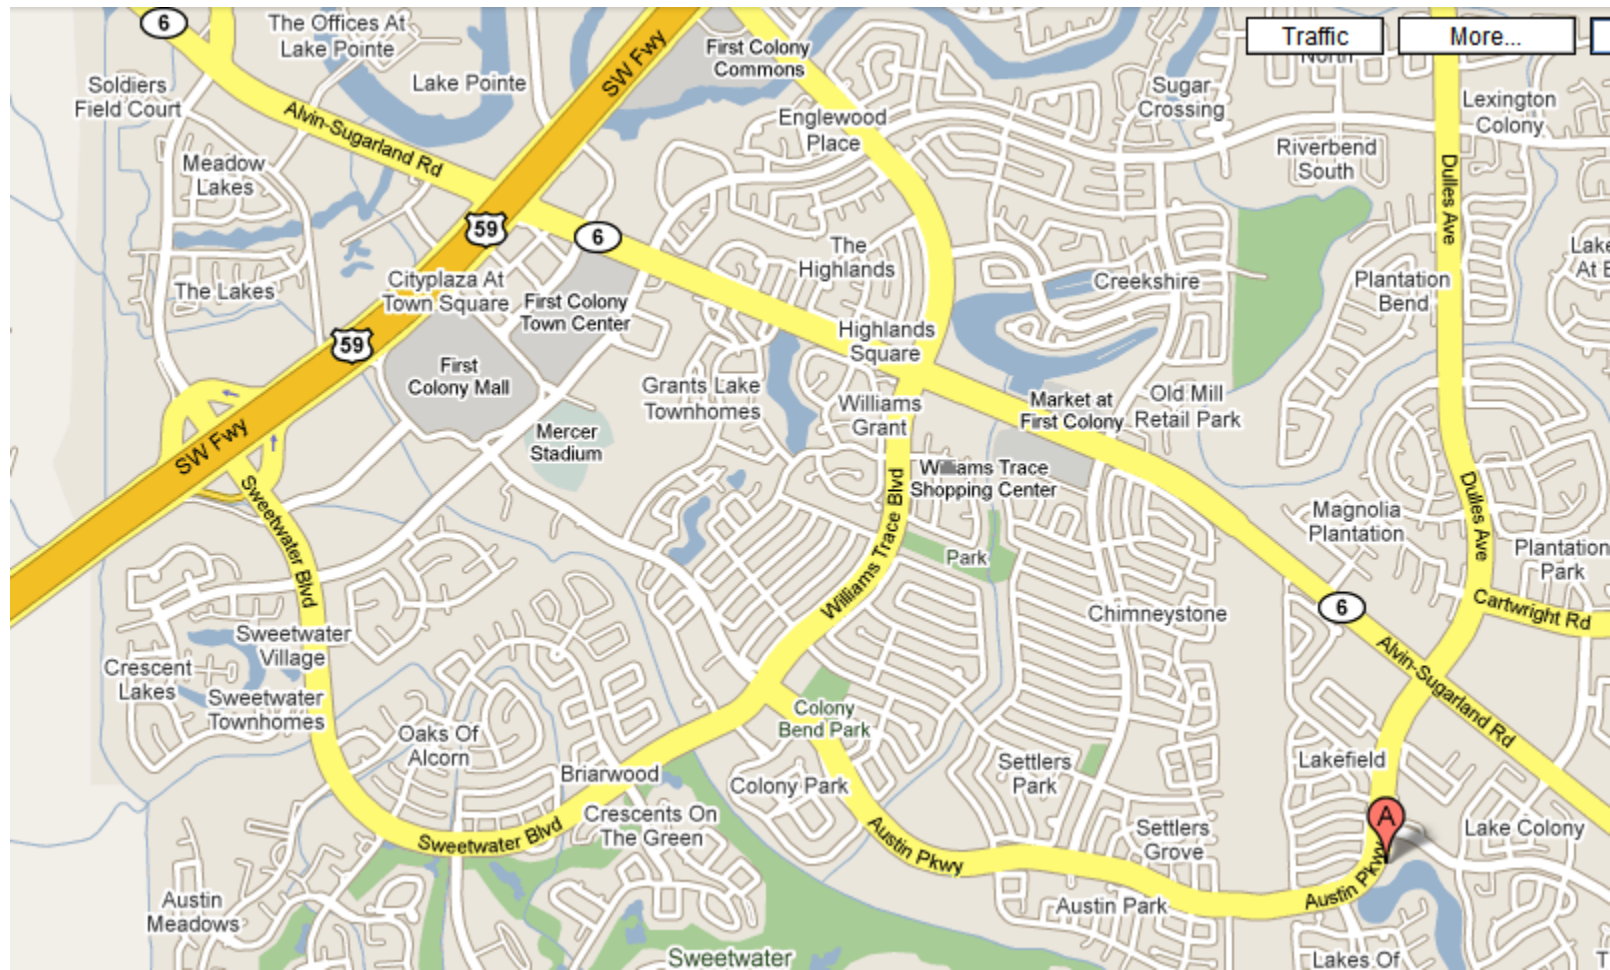 6
The Offices At
Lake Pointe
SW Fwy
First Colony
Commons
Traffic
More...
North
Soldiers
Field Court
Lake Pointe
Sugar
Crossing
Lexington
Colony
Alvin-Sugarland Rd
Englewood
Place
Riverbend
South
Meadow
Lakes
Dulles Ave
59
6
The
Highlands
Lake
At
The Lakes
Cityplaza At
Town Square
First Colony
Town Center
Creekshire
Plantation
Bend
59
Highlands
Square
First
Colony Mall
Grants Lake
Townhomes
Williams
Grant
Market at
First Colony
Old Mill
Retail Park
SW Fwy
Mercer
Stadium
Williams Trace
Shopping Center
Sweetwater Blvd
Williams Trace Blvd
Dulles Ave
Magnolia
Plantation
Park
Plantation
Park
6
Cartwright Rd
Chimneystone
Sweetwater
Village
Crescent
Lakes
Sweetwater
Townhomes
Alvin-Sugarland Rd
Colony
Bend Park
Oaks Of
Alcorn
Briarwood
Colony Park
Settlers
Park
Lakefield
Crescents On
The Green
Sweetwater Blvd
Austin Pkwy
Settlers
Grove
A
Lake Colony
Austin Pkwy
Austin
Meadows
Austin Park
Sweetwater
Lakes Of
T